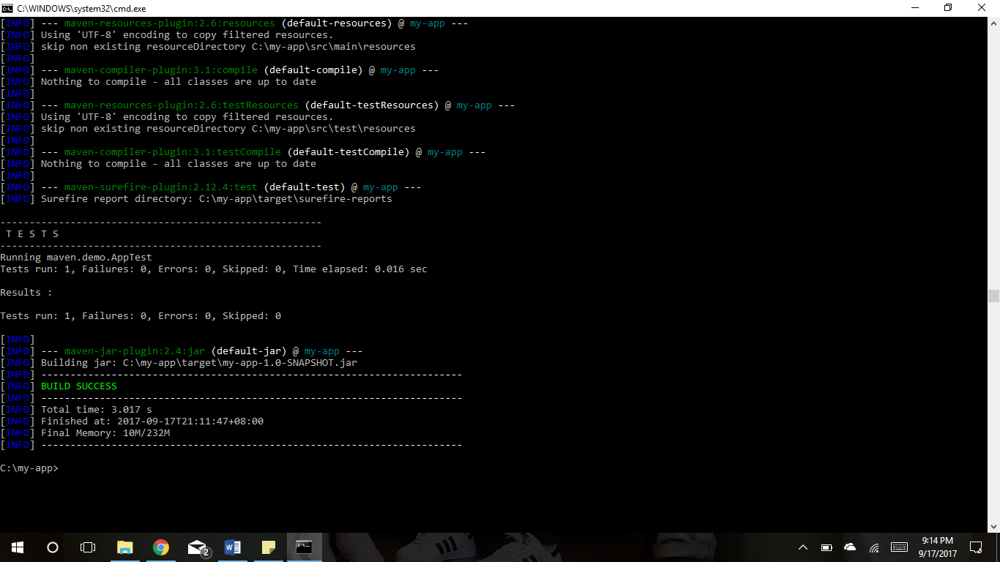 C:\WINDOWS\system32\cmd.exe
[INFO] --- maven-resources-plugin:2.6:resources (default-resources) @ my-app ---
[INFO] Using 'UTF-8' encoding to copy filtered resources.
[INFO] skip non existing resourceDirectory C:\my-app\src\main\resources
[INFO]
[INFO] --- maven-compiler-plugin:3.1:compile (default-compile) @ my-app ---
[INFO] Nothing to compile - all classes are up to date
[INFO]
[INFO] --- maven-resources-plugin:2.6:testResources (default-testResources) @ my-app ---
[INFO] Using 'UTF-8' encoding to copy filtered resources.
[INFO] skip non existing resourceDirectory C:\my-app\src\test\resources
[INFO]
[INFO] --- maven-compiler-plugin:3.1:testCompile (default-testCompile) @ my-app ---
[INFO] Nothing to compile - all classes are up to date
[INFO]
[INFO] --- maven-surefire-plugin:2.12.4:test (default-test) @ my-app ---
[INFO] Surefire report directory: C:\my-app\target\surefire-reports
-------------------------------------------------------
T E S T S
-------------------------------------------------------
Running maven.demo.AppTest
Tests run: 1, Failures: 0, Errors: 0, Skipped: 0, Time elapsed: 0.016 sec
Results :
Tests run: 1, Failures: 0, Errors: 0, Skipped: 0
[INFO]
[INFO] --- maven-jar-plugin:2.4:jar (default-jar) @ my-app ---
[INFO] Building jar: C:\my-app\target\my-app-1.0-SNAPSHOT.jar
[INFO] ------------------------------------------------------------------------
[INFO] BUILD SUCCESS
[INFO] ------------------------------------------------------------------------
[INFO] Total time: 3.017 s
[INFO] Finished at: 2017-09-17T21:11:47+08:00
[INFO] Final Memory: 10M/232M
[INFO] ------------------------------------------------------------------------
C:\my-app>
2
9:14 PM
9/17/2017